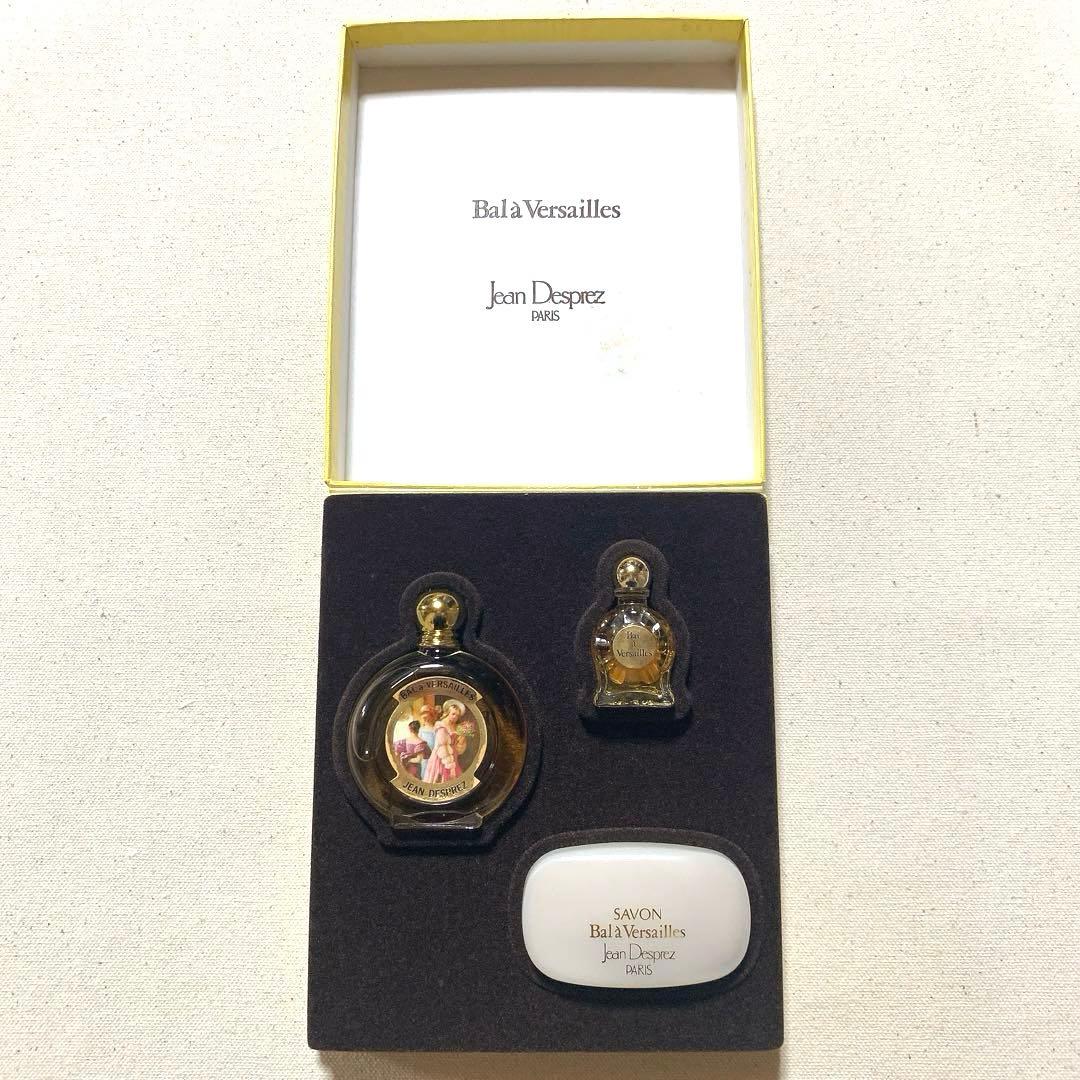 Bal à Versailles
Jean Desprez
PARIS
BAL à VERSAILLES
JEAN DESPREZ
Bal
à
Versailles
SAVON
Bal à Versailles
Jean Desprez
PARIS